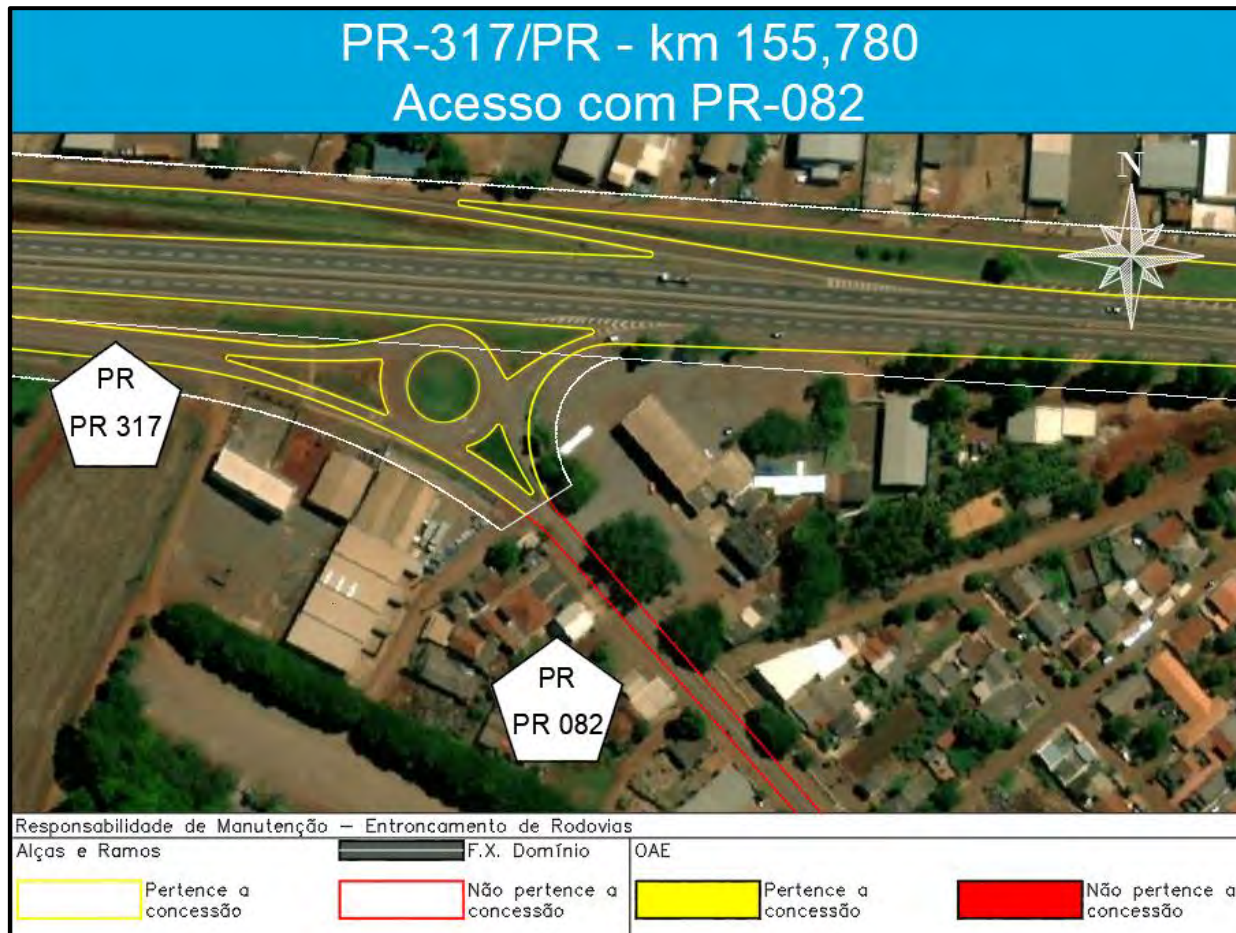 PR-317/PR - km 155,780
Acesso com PR-082
N
PR
PR 317
PR
PR 082
Responsabilidade de Manutenção – Entroncamento de Rodovias
Alças e Ramos
F.X. Domínio
OAE
Pertence a
concessão
Não pertence a
concessão
Pertence a
concessão
Não pertence a
concessão